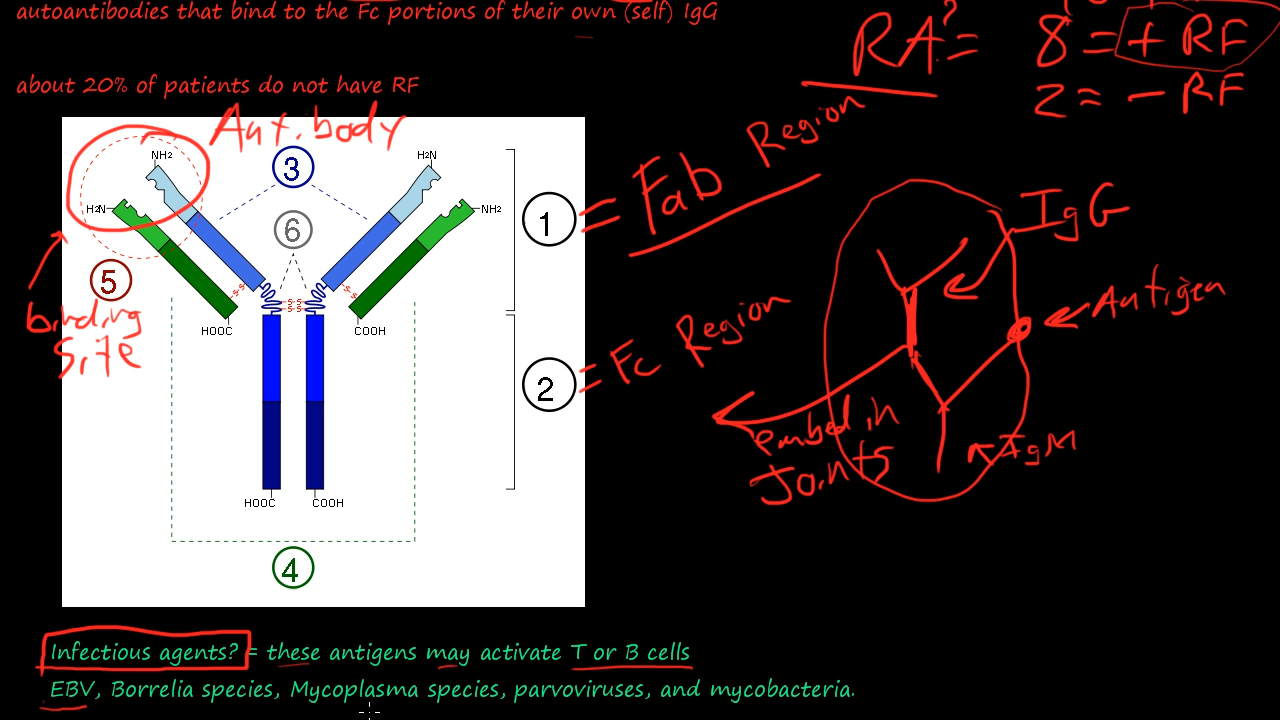 autoantibodies that bind to the Fc portions of their own (self) IgG
about 20% of patients do not have RF
RA? =
8 = + RF
2 = - RF
Antibody
NH2
H2N
H2N
NH2
3
6
1
= Fab Region
5
binding
site
S-S
S-S
S-S
S-S
HOOC
COOH
2
= Fc Region
HOOC
COOH
4
IgG
Antigen
embed in
Joints
IgM
Infectious agents? = these antigens may activate T or B cells
EBV, Borrelia species, Mycoplasma species, parvoviruses, and mycobacteria.